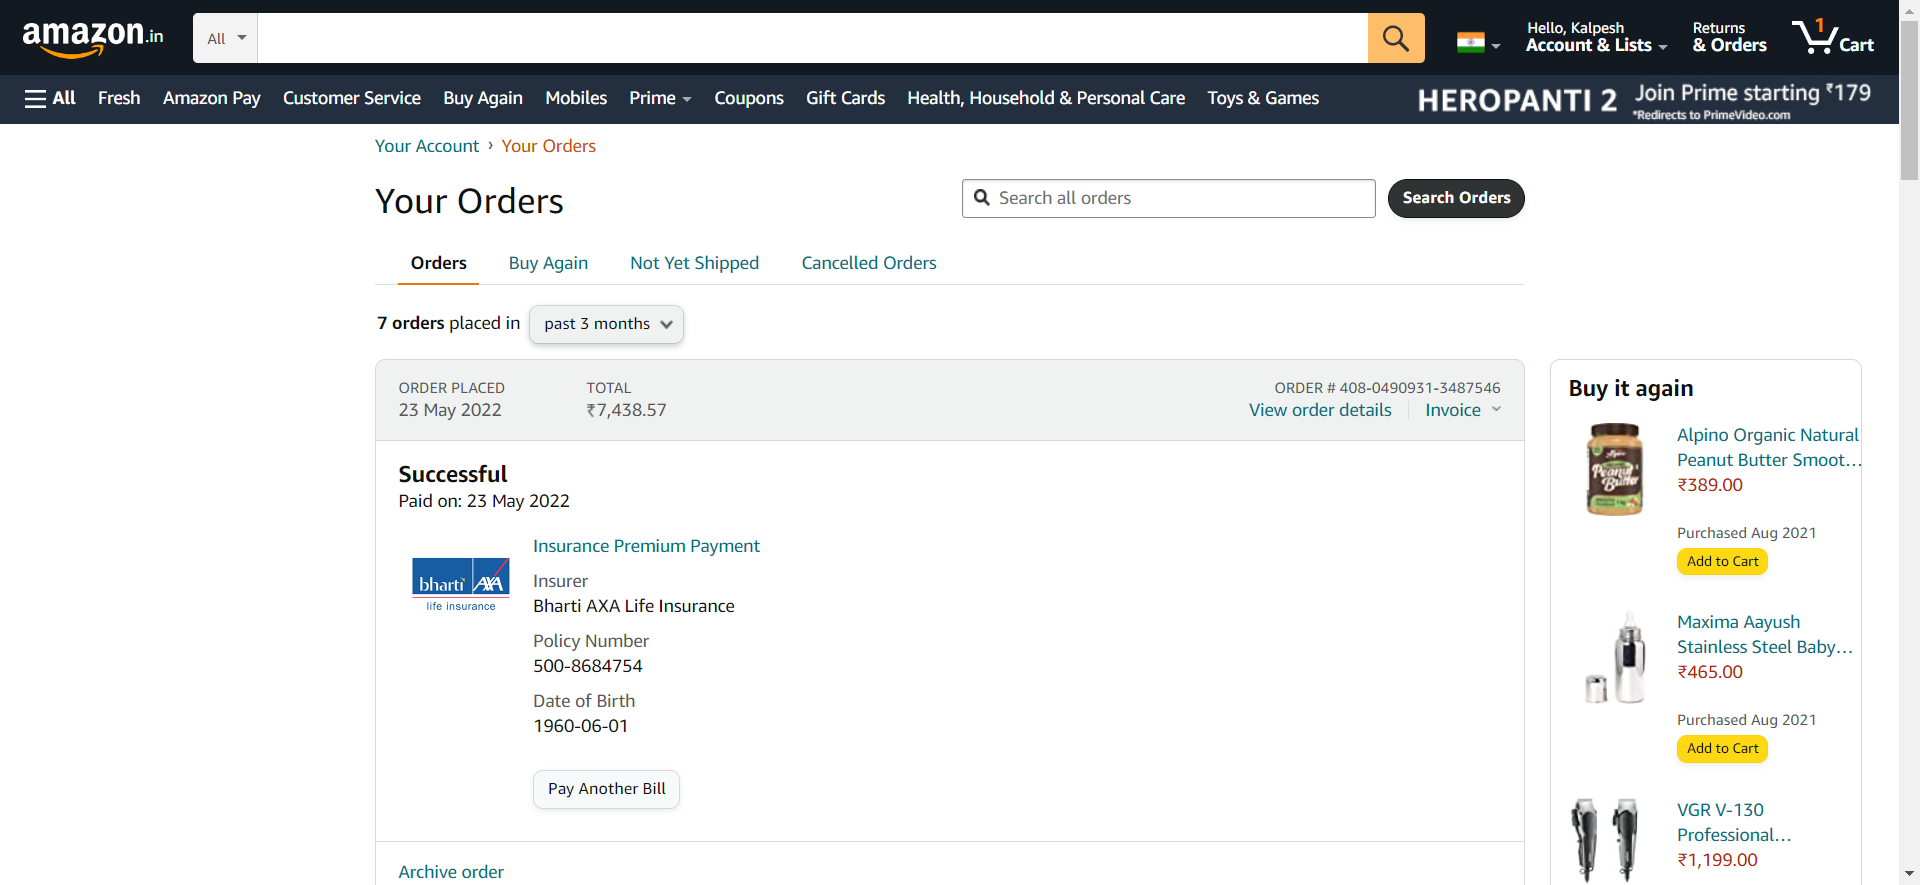 amazon.in
All
Hello, Kalpesh
Account & Lists
Returns
& Orders
1
Cart
All
Fresh
Amazon Pay
Customer Service
Buy Again
Mobiles
Prime
Coupons
Gift Cards
Health, Household & Personal Care
Toys & Games
HEROPANTI 2
Join Prime starting ₹179
*Redirects to PrimeVideo.com
Your Account › Your Orders
Your Orders
Search all orders
Search Orders
Orders
Buy Again
Not Yet Shipped
Cancelled Orders
7 orders placed in
past 3 months
ORDER PLACED
23 May 2022
TOTAL
₹7,438.57
ORDER # 408-0490931-3487546
View order details
Invoice
Successful
Paid on: 23 May 2022
bharti AXA
life insurance
Insurance Premium Payment
Insurer
Bharti AXA Life Insurance
Policy Number
500-8684754
Date of Birth
1960-06-01
Pay Another Bill
Archive order
Buy it again
Alpino
Peanut
Butter
Alpino Organic Natural
Peanut Butter Smoot...
₹389.00
Purchased Aug 2021
Add to Cart
Maxima Aayush
Stainless Steel Baby...
₹465.00
Purchased Aug 2021
Add to Cart
VGR V-130
Professional...
₹1,199.00